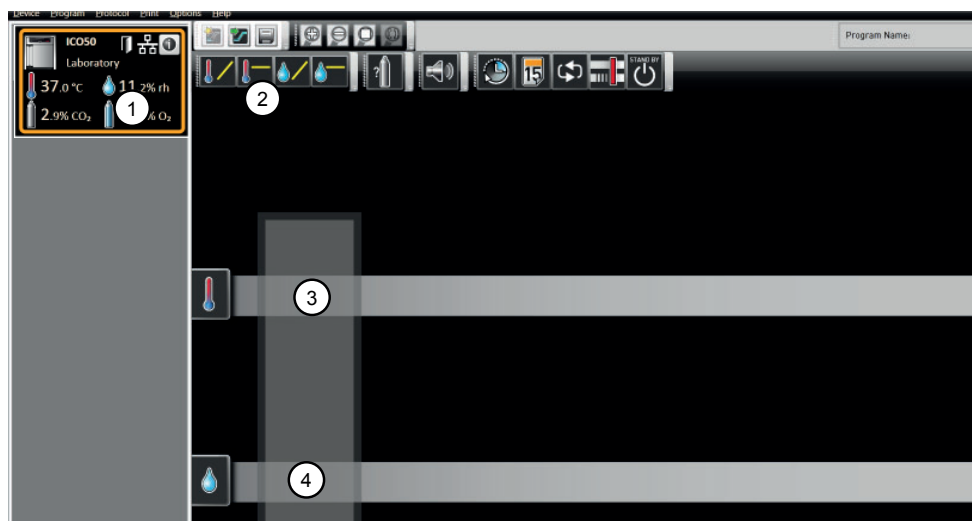 Device Program Protocol Print Options Help
ICO50
Laboratory
37.0 °C
11 2% rh
1
2.9% CO₂
% O₂
Program Name:
15
STAND BY
2
?
3
4